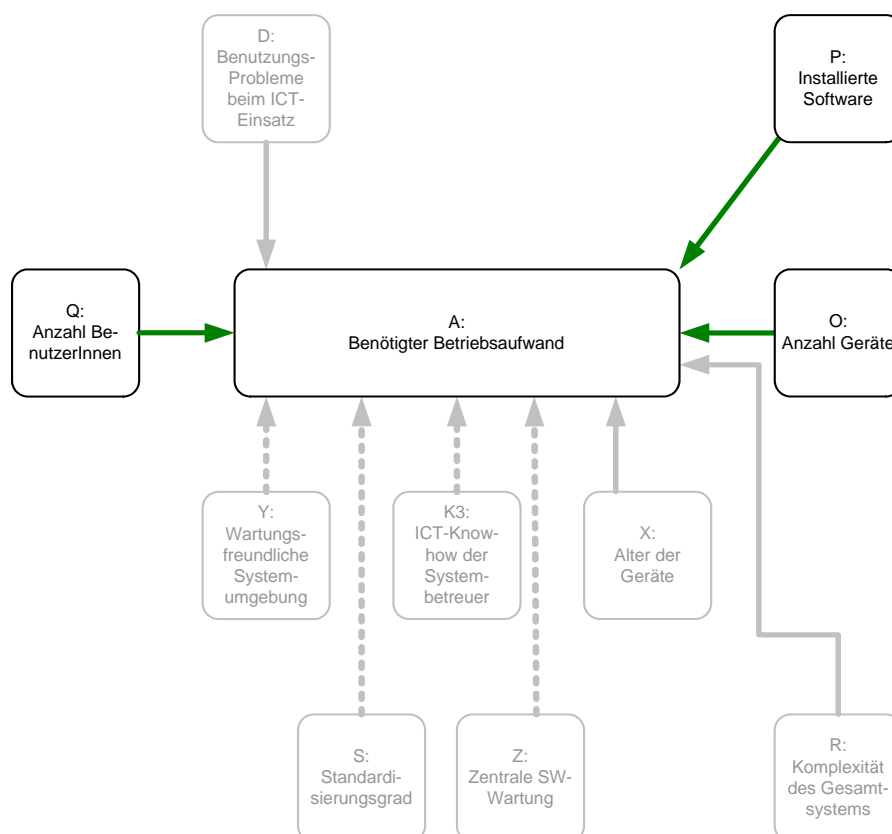 D:
Benutzungs-
Probleme
beim ICT-
Einsatz
P:
Installierte
Software
Q:
Anzahl Be-
nutzerInnen
A:
Benötigter Betriebsaufwand
O:
Anzahl Geräte
Y:
Wartungs-
freundliche
System-
umgebung
K3:
ICT-Know-
how der
System-
betreuer
X:
Alter der
Geräte
S:
Standardi-
sierungsgrad
Z:
Zentrale SW-
Wartung
R:
Komplexität
des Gesamt-
systems